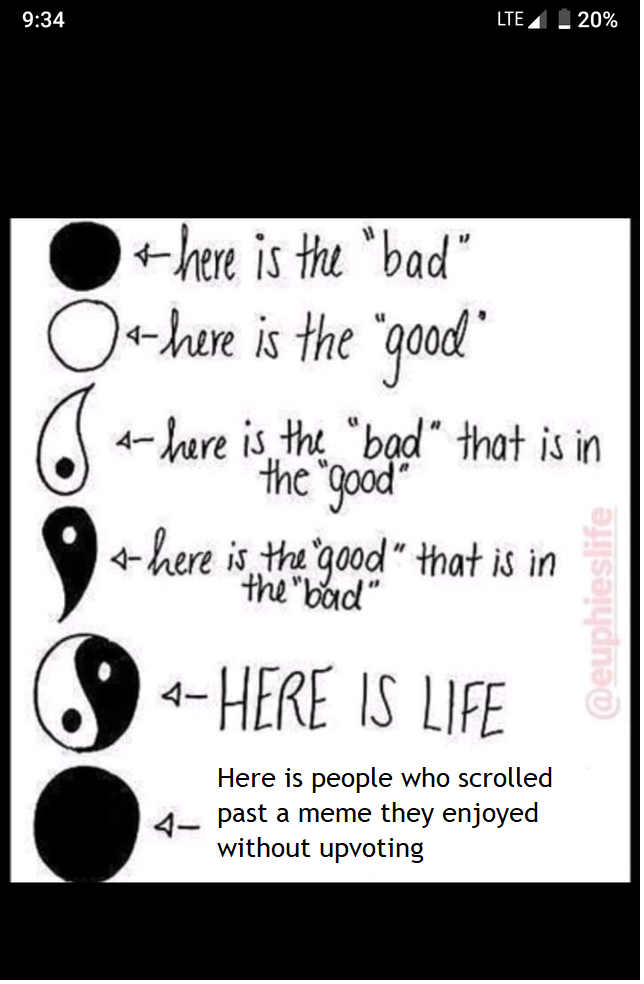 9:34
LTE 20%
here is the "bad"
here is the "good"
here is the "bad" that is in
the "good"
here is the "good" that is in
the "bad"
HERE IS LIFE
Here is people who scrolled
past a meme they enjoyed
without upvoting
@euphieslife